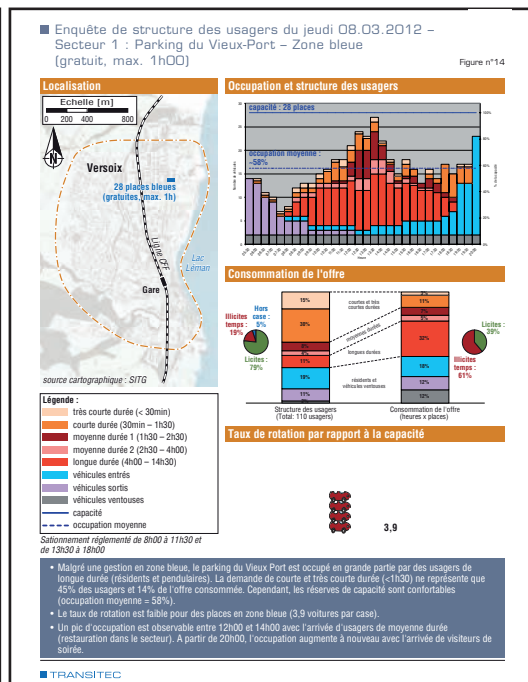 Enquête de structure des usagers du jeudi 08.03.2012 –
Secteur 1 : Parking du Vieux-Port – Zone bleue
(gratuit, max. 1h00)
Figure n°14
Localisation
Echelle [m]
0 200 400 800
N
Versoix
28 places bleues
(gratuites, max. 1h)
Ligne CFF
Lac
Léman
Gare
source cartographique : SITG
Légende :
très courte durée (< 30min)
courte durée (30min – 1h30)
moyenne durée 1 (1h30 – 2h30)
moyenne durée 2 (2h30 – 4h00)
longue durée (4h00 – 14h30)
véhicules entrés
véhicules sortis
véhicules ventouses
capacité
occupation moyenne
Sationnement réglementé de 8h00 à 11h30 et
de 13h30 à 18h00
Occupation et structure des usagers
capacité : 28 places
occupation moyenne :
~58%
100%
80%
60%
40%
20%
0%
Consommation de l'offre
Illicites
temps :
19%
Hors
case :
5%
Licites :
79%
15%
30%
11%
10%
11%
courtes et très
courtes durées
moyennes durées
longues durées
résidents et
véhicules ventouses
11%
32%
12%
12%
Licites :
39%
Illicites
temps :
61%
Structure des usagers
(Total: 110 usagers)
Consommation de l'offre
(heures x places)
Taux de rotation par rapport à la capacité
3,9
• Malgré une gestion en zone bleue, le parking du Vieux Port est occupé en grande partie par des usagers de
longue durée (résidents et pendulaires). La demande de courte et très courte durée (<1h30) ne représente que
45% des usagers et 14% de l'offre consommée. Cependant, les réserves de capacité sont confortables
(occupation moyenne = 58%).
• Le taux de rotation est faible pour des places en zone bleue (3,9 voitures par case).
• Un pic d'occupation est observable entre 12h00 et 14h00 avec l'arrivée d'usagers de moyenne durée
(restauration dans le secteur). A partir de 20h00, l'occupation augmente à nouveau avec l'arrivée de visiteurs de
soirée.
TRANSITEC